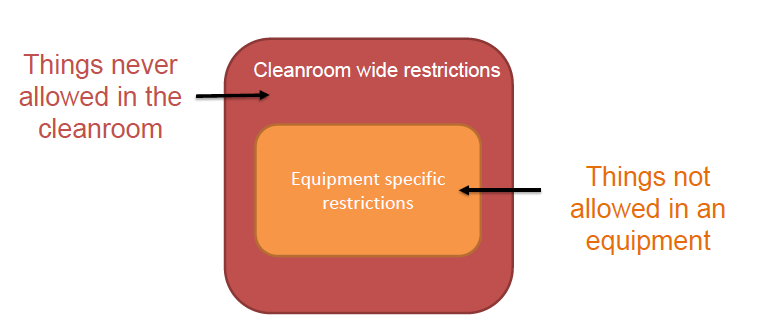 Things never
allowed in the
cleanroom
Cleanroom wide restrictions
Equipment specific
restrictions
Things not
allowed in an
equipment